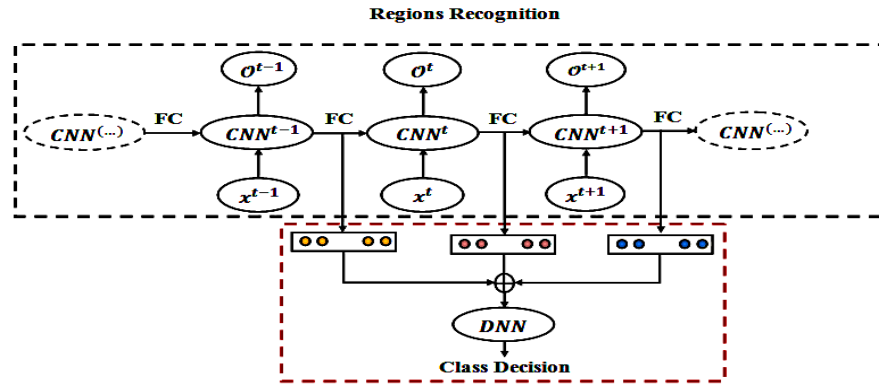 Regions Recognition
O^{t-1} O^{t} O^{t+1}
FC FC FC FC
CNN^{(...)} CNN^{t-1} CNN^{t} CNN^{t+1} CNN^{(...)}
x^{t-1} x^{t} x^{t+1}
DNN
Class Decision